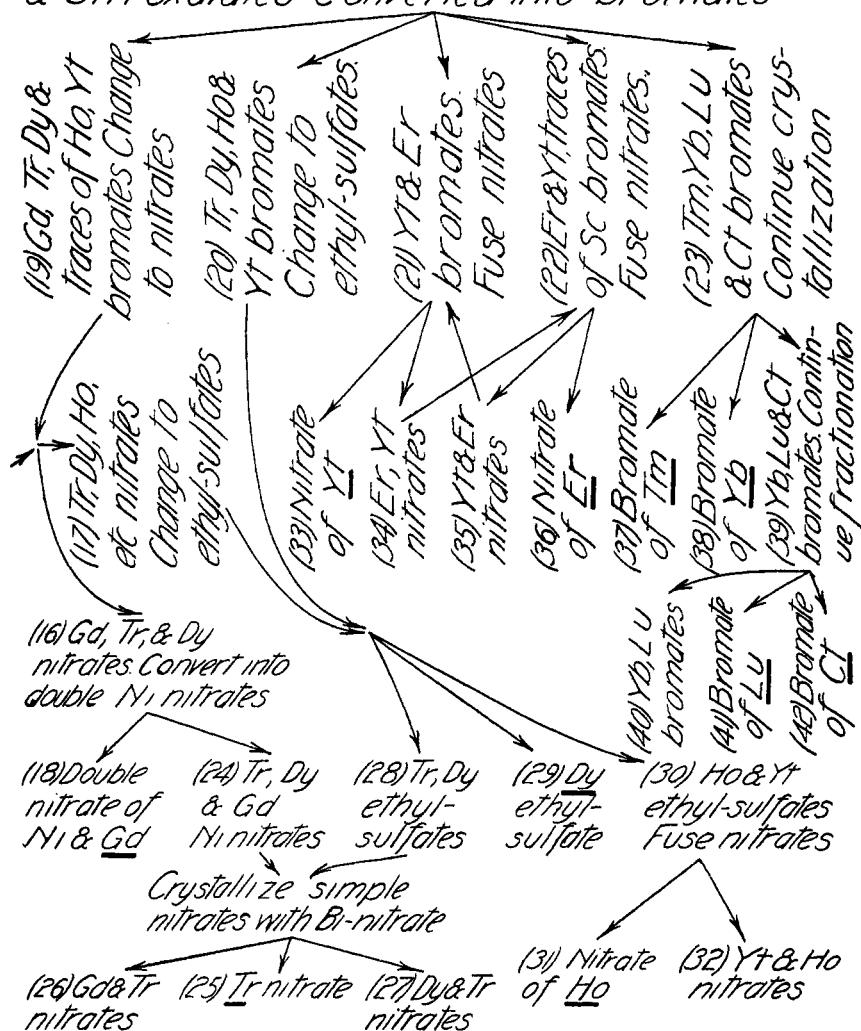 (19) Gd, Tr, Dy &
traces of Ho, Yt
bromates Change
to nitrates
(20) Tr, Dy, Ho &
Yt bromates
Change to
ethyl-sulfates.
(21) Yt & Er
bromates.
Fuse nitrates
(22) Er & Yt, traces
of Sc bromates.
Fuse nitrates.
(23) Tm, Yb, Lu
& Ct bromates
Continue crys-
tallization
(17) Tr, Dy, Ho,
etc nitrates
Change to
ethyl-sulfates
(33) Nitrate
of Yt
(34) Er, Yt
nitrates
(35) Yt & Er
nitrates
(36) Nitrate
of Er
(37) Bromate
of Tm
(38) Bromate
of Yb
(39) Yb, Lu & Ct
bromates. Contin-
ue fractionation
(40) Yb, Lu
bromates
(41) Bromate
of Lu
(42) Bromate
of Ct
(16) Gd, Tr, & Dy
nitrates. Convert into
double Ni nitrates
(18) Double
nitrate of
Ni & Gd
(24) Tr, Dy
& Gd
Ni nitrates
(28) Tr, Dy
ethyl-
sulfates
(29) Dy
ethyl-
sulfate
(30) Ho & Yt
ethyl-sulfates
Fuse nitrates
Crystallize simple
nitrates with Bi-nitrate
(26) Gd & Tr
nitrates
(25) Tr nitrate
(27) Dy & Tr
nitrates
(31) Nitrate
of Ho
(32) Yt & Ho
nitrates